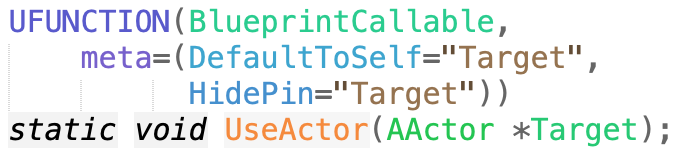 UFUNCTION(BlueprintCallable,
meta=(DefaultToSelf="Target",
HidePin="Target"))
static void UseActor(AActor *Target);